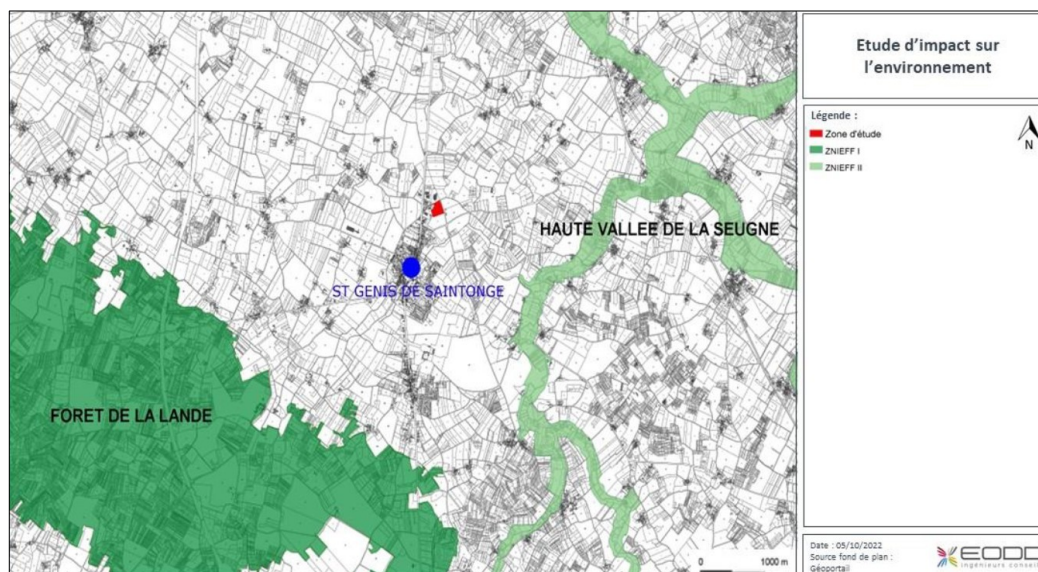 Etude d'impact sur
l'environnement
Légende :
Zone d'étude
ZNIEFF I
ZNIEFF II
N
HAUTE VALLEE DE LA SEUGNE
ST GENIS DE SAINTONGE
FORET DE LA LANDE
0 1000 m
Date : 05/10/2022
Source fond de plan :
Géoportail
EODD
ingénieurs conseil